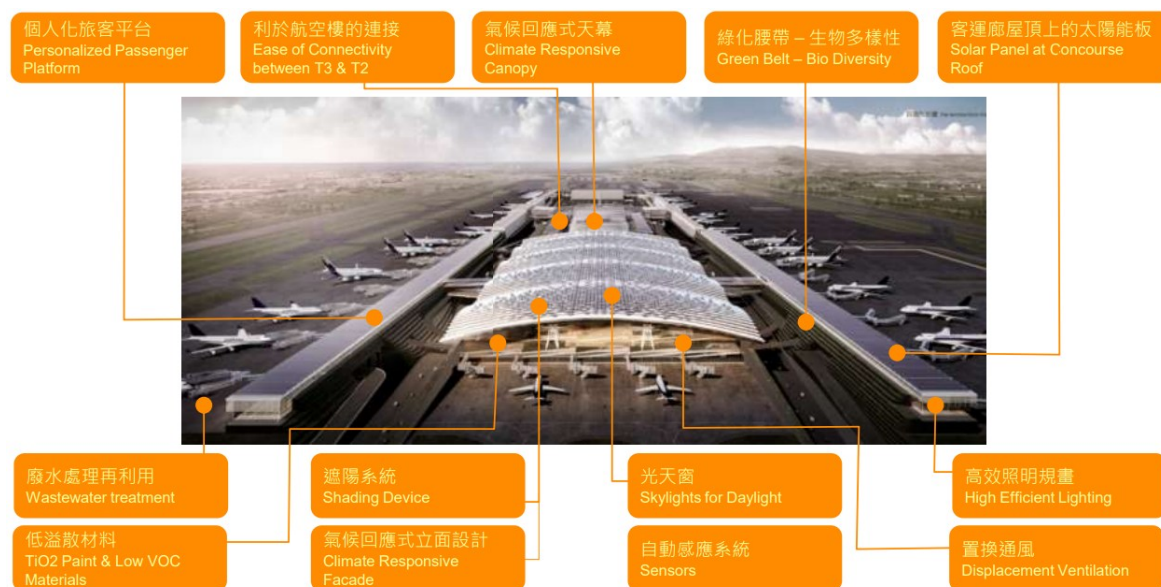 個人化旅客平台
Personalized Passenger
Platform
利於航空樓的連接
Ease of Connectivity
between T3 & T2
氣候回應式天幕
Climate Responsive
Canopy
綠化腰帶 – 生物多樣性
Green Belt – Bio Diversity
客運廊屋頂上的太陽能板
Solar Panel at Concourse
Roof
廢水處理再利用
Wastewater treatment
遮陽系統
Shading Device
光天窗
Skylights for Daylight
高效照明規畫
High Efficient Lighting
低溢散材料
TiO2 Paint & Low VOC
Materials
氣候回應式立面設計
Climate Responsive
Facade
自動感應系統
Sensors
置換通風
Displacement Ventilation